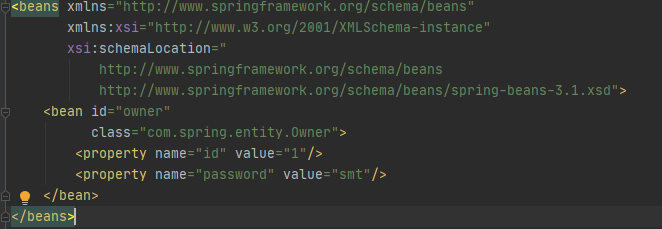 <beans xmlns="http://www.springframework.org/schema/beans"
xmlns:xsi="http://www.w3.org/2001/XMLSchema-instance"
xsi:schemaLocation="
http://www.springframework.org/schema/beans
http://www.springframework.org/schema/beans/spring-beans-3.1.xsd">
<bean id="owner"
class="com.spring.entity.Owner">
<property name="id" value="1"/>
<property name="password" value="smt"/>
</bean>
</beans>